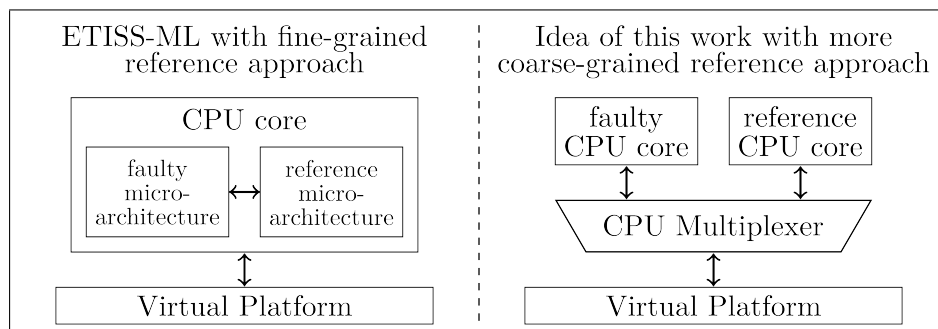 ETISS-ML with fine-grained
reference approach
CPU core
faulty
micro-
architecture
reference
micro-
architecture
Virtual Platform
Idea of this work with more
coarse-grained reference approach
faulty
CPU core
reference
CPU core
CPU Multiplexer
Virtual Platform